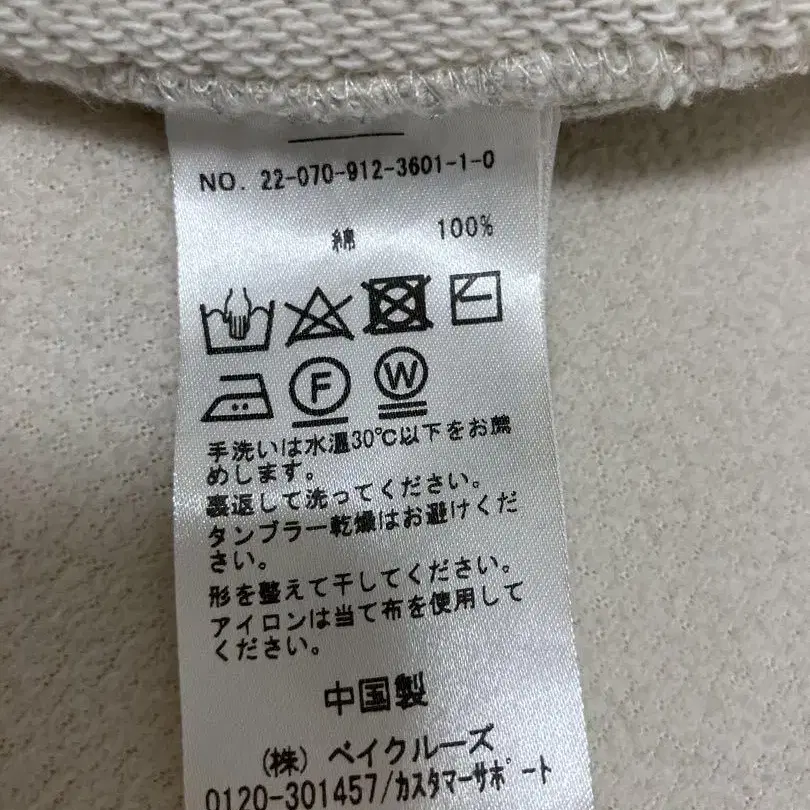 NO. 22-070-912-3601-1-0
綿 100%
F W
手洗いは水温30℃以下をお薦
めします。
裏返して洗ってください。
タンブラー乾燥はお避けくだ
さい。
形を整えて干してください。
アイロンは当て布を使用して
ください。
中国製
(株) ベイクルーズ
0120-301457/カスタマーサポート